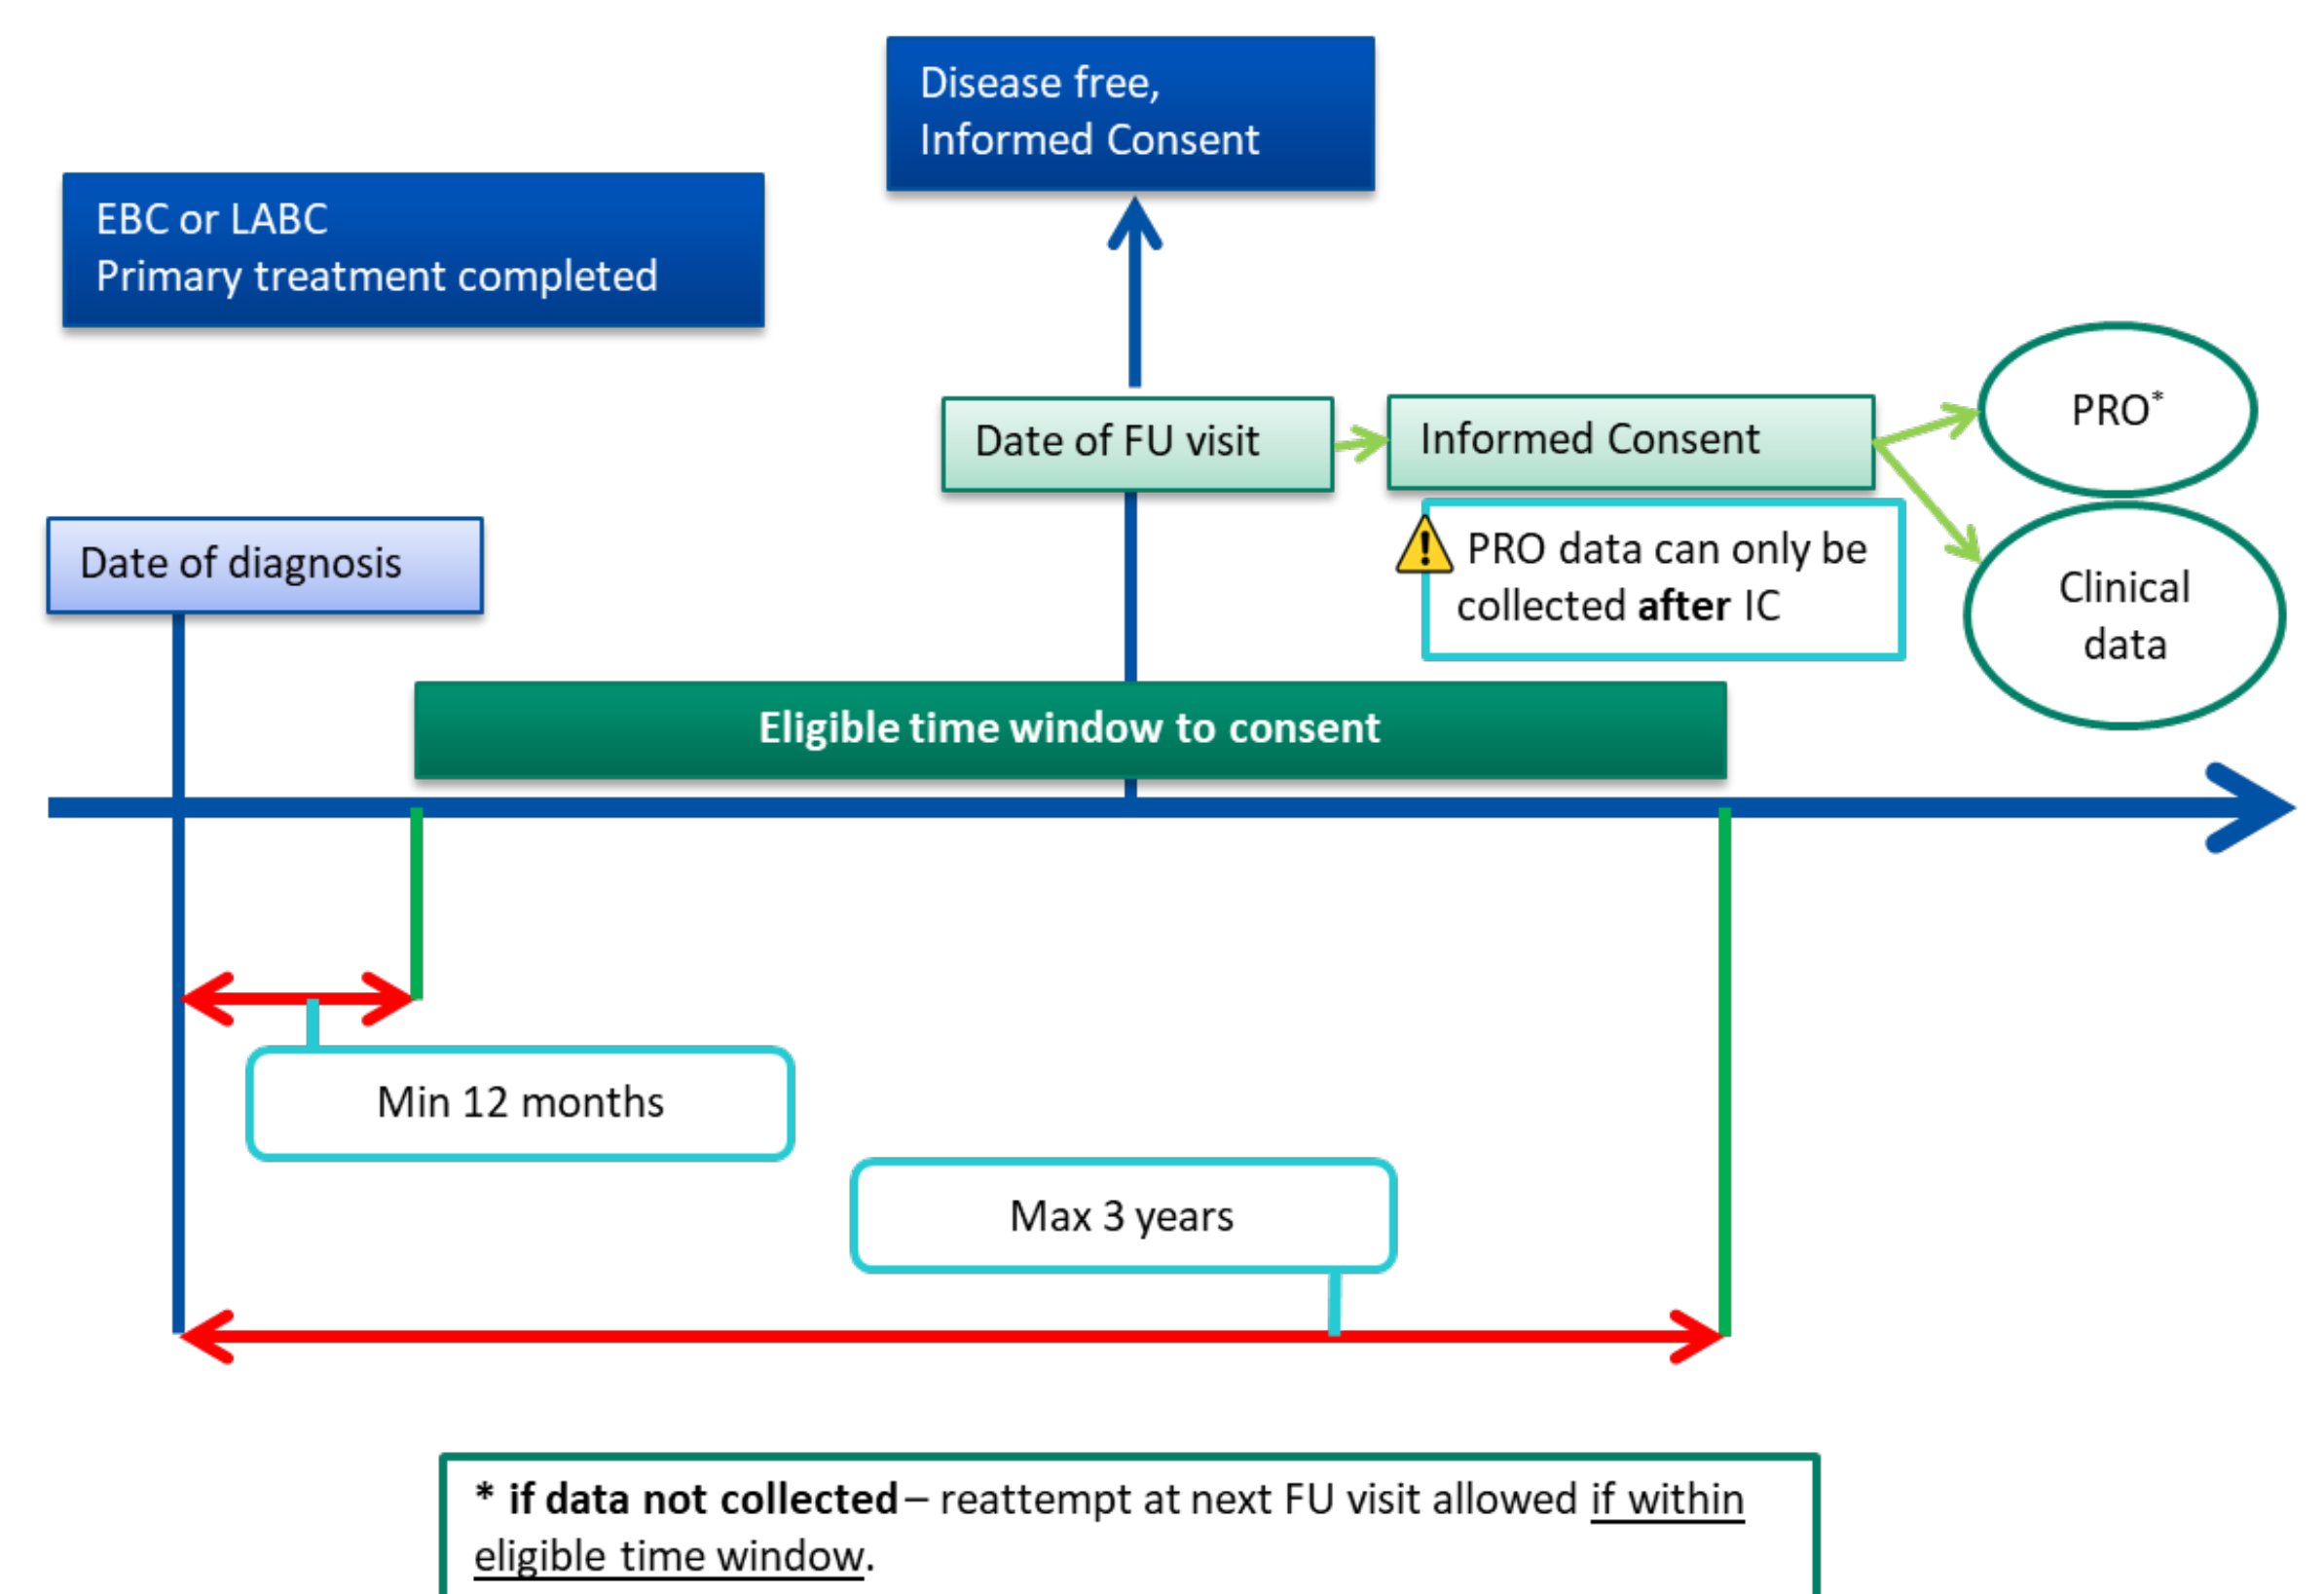 Disease free,
Informed Consent
EBC or LABC
Primary treatment completed
Date of FU visit
Informed Consent
PRO*
Date of diagnosis
PRO data can only be
collected after IC
Clinical
data
Eligible time window to consent
Min 12 months
Max 3 years
* if data not collected – reattempt at next FU visit allowed if within
eligible time window.